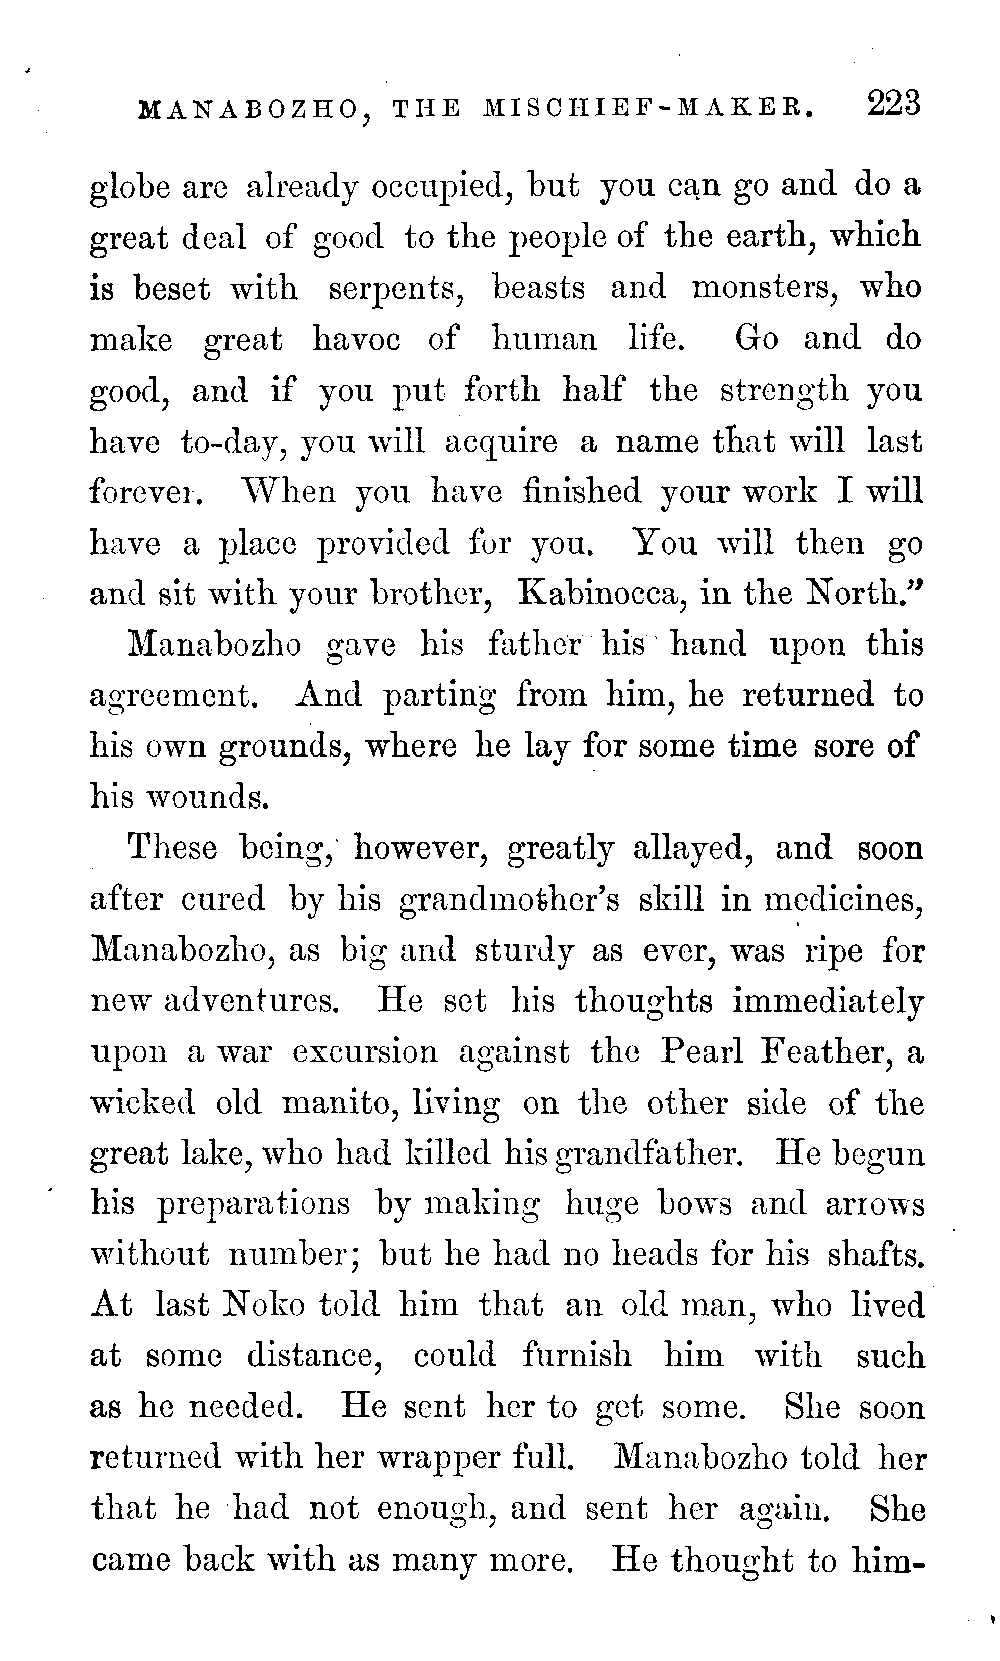 MANABOZHO, THE MISCHIEF-MAKER. 223
globe are already occupied, but you can go and do a
great deal of good to the people of the earth, which
is beset with serpents, beasts and monsters, who
make great havoc of human life. Go and do
good, and if you put forth half the strength you
have to-day, you will acquire a name that will last
forever. When you have finished your work I will
have a place provided for you. You will then go
and sit with your brother, Kabinocca, in the North."
Manabozho gave his father his hand upon this
agreement. And parting from him, he returned to
his own grounds, where he lay for some time sore of
his wounds.
These being, however, greatly allayed, and soon
after cured by his grandmother's skill in medicines,
Manabozho, as big and sturdy as ever, was ripe for
new adventures. He set his thoughts immediately
upon a war excursion against the Pearl Feather, a
wicked old manito, living on the other side of the
great lake, who had killed his grandfather. He begun
his preparations by making huge bows and arrows
without number; but he had no heads for his shafts.
At last Noko told him that an old man, who lived
at some distance, could furnish him with such
as he needed. He sent her to get some. She soon
returned with her wrapper full. Manabozho told her
that he had not enough, and sent her again. She
came back with as many more. He thought to him-